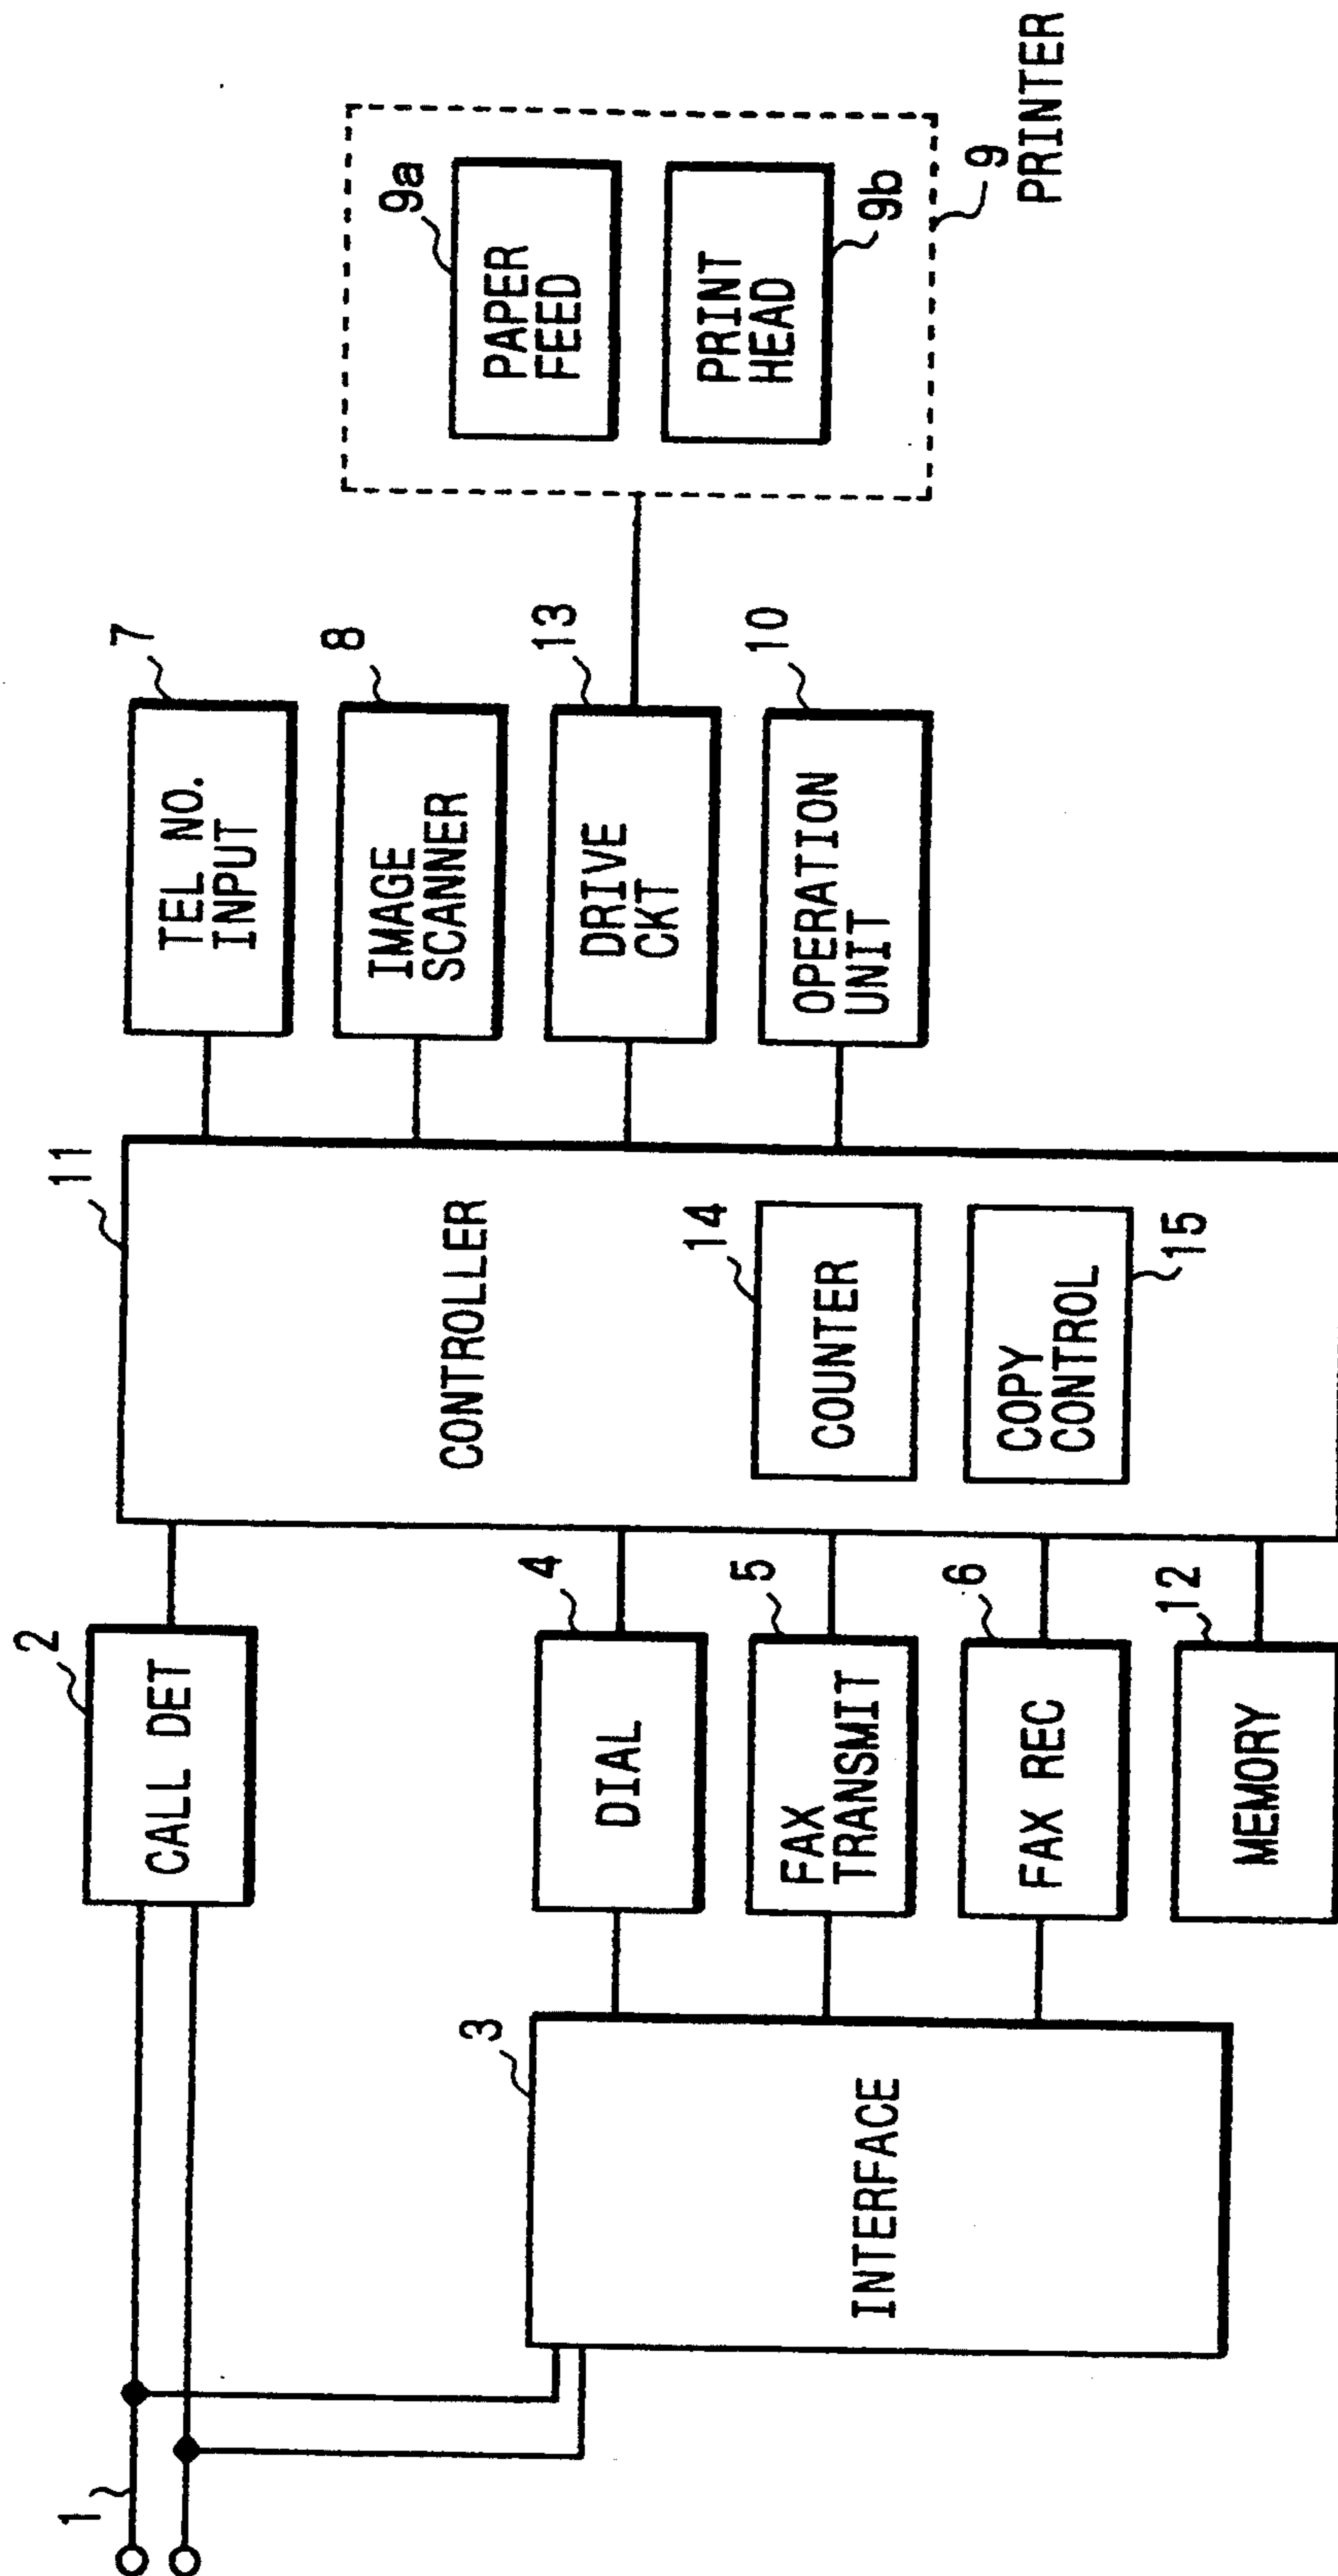 1
2
CALL DET
3
INTERFACE
4
DIAL
5
FAX
TRANSMIT
6
FAX REC
12
MEMORY
11
CONTROLLER
14
COUNTER
COPY
CONTROL
15
7
TEL NO.
INPUT
8
IMAGE
SCANNER
13
DRIVE
CKT
10
OPERATION
UNIT
9a
PAPER
FEED
PRINT
HEAD
9b
9
PRINTER